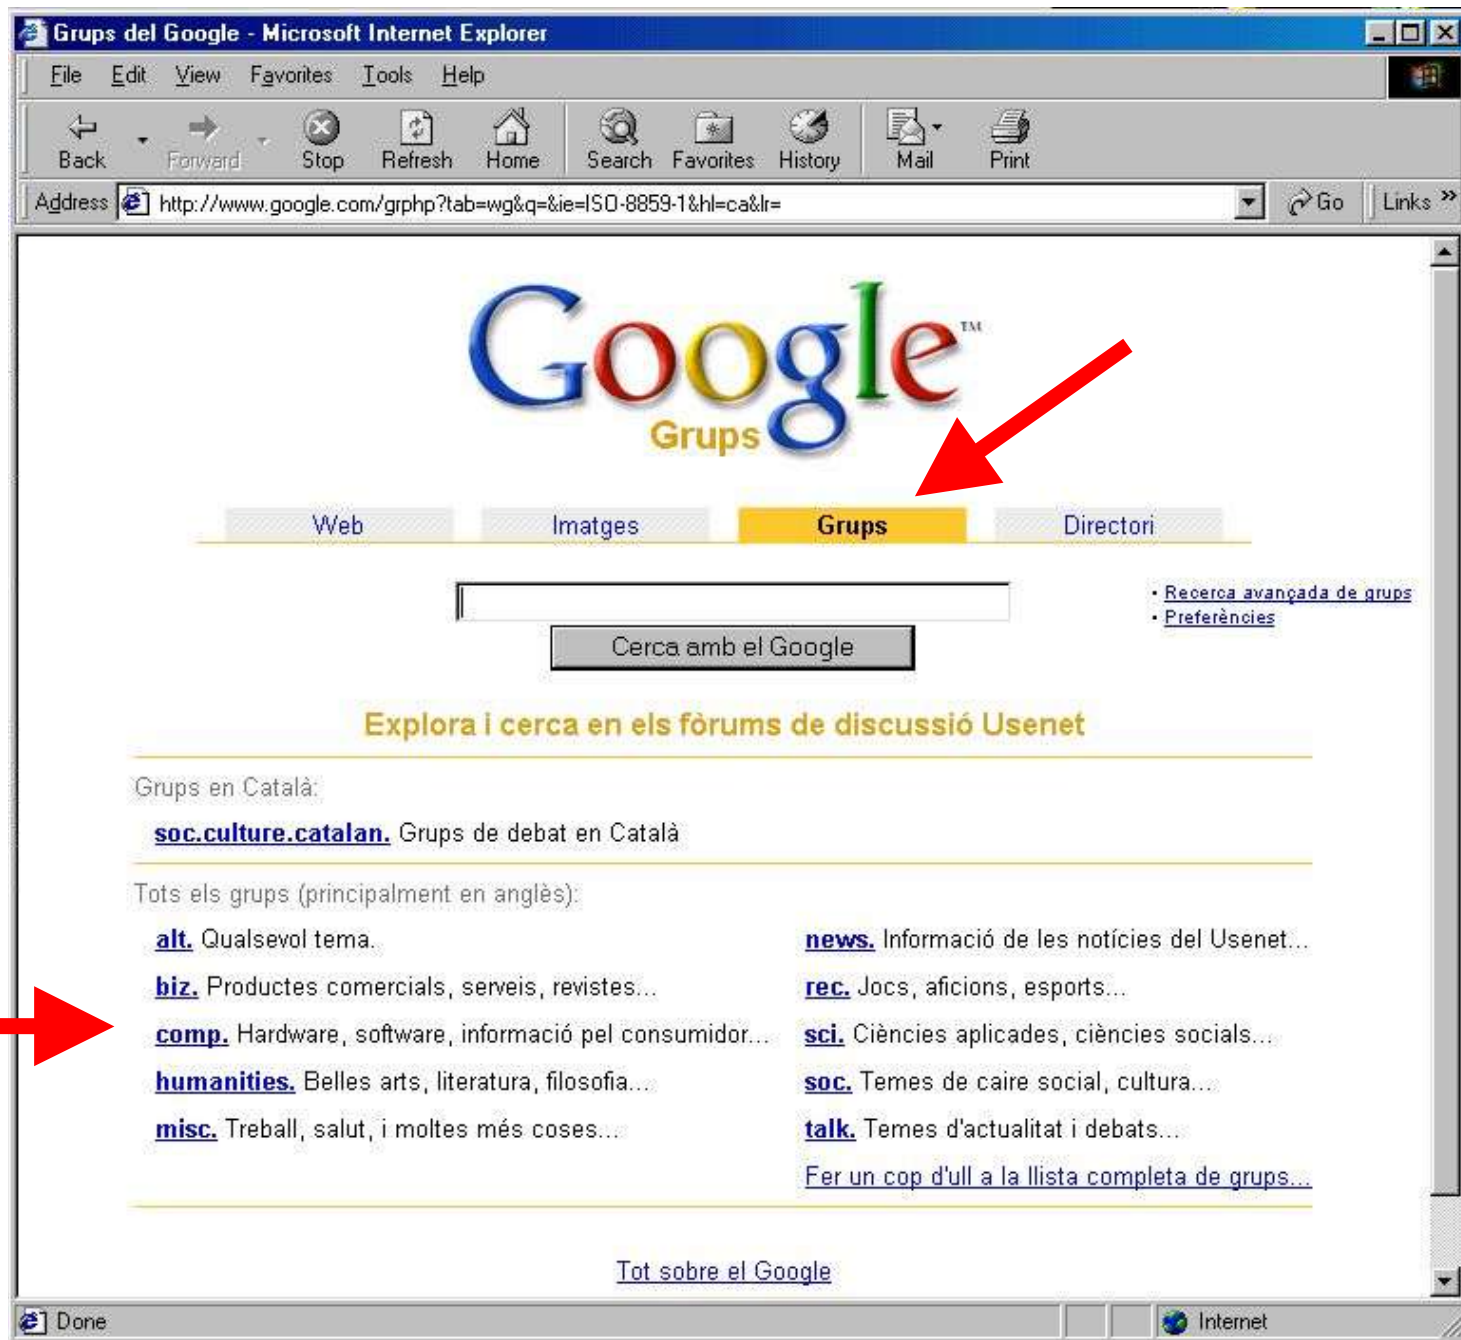 Grups del Google - Microsoft Internet Explorer
File Edit View Favorites Tools Help
Back Forward Stop Refresh Home Search Favorites History Mail Print
Address http://www.google.com/grphp?tab=wg&q=&ie=ISO-8859-1&hl=ca&lr= Go Links »
Google™
Grups
Web Imatges Grups Directori
• Recerca avançada de grups
• Preferències
Cerca amb el Google
Explora i cerca en els fòrums de discussió Usenet
Grups en Català:
soc.culture.catalan. Grups de debat en Català
Tots els grups (principalment en anglès):
alt. Qualsevol tema.
news. Informació de les notícies del Usenet...
biz. Productes comercials, serveis, revistes...
rec. Jocs, aficions, esports...
comp. Hardware, software, informació pel consumidor...
sci. Ciències aplicades, ciències socials...
humanities. Belles arts, literatura, filosofia...
soc. Temes de caire social, cultura...
misc. Treball, salut, i moltes més coses...
talk. Temes d'actualitat i debats...
Fer un cop d'ull a la llista completa de grups...
Tot sobre el Google
Done Internet